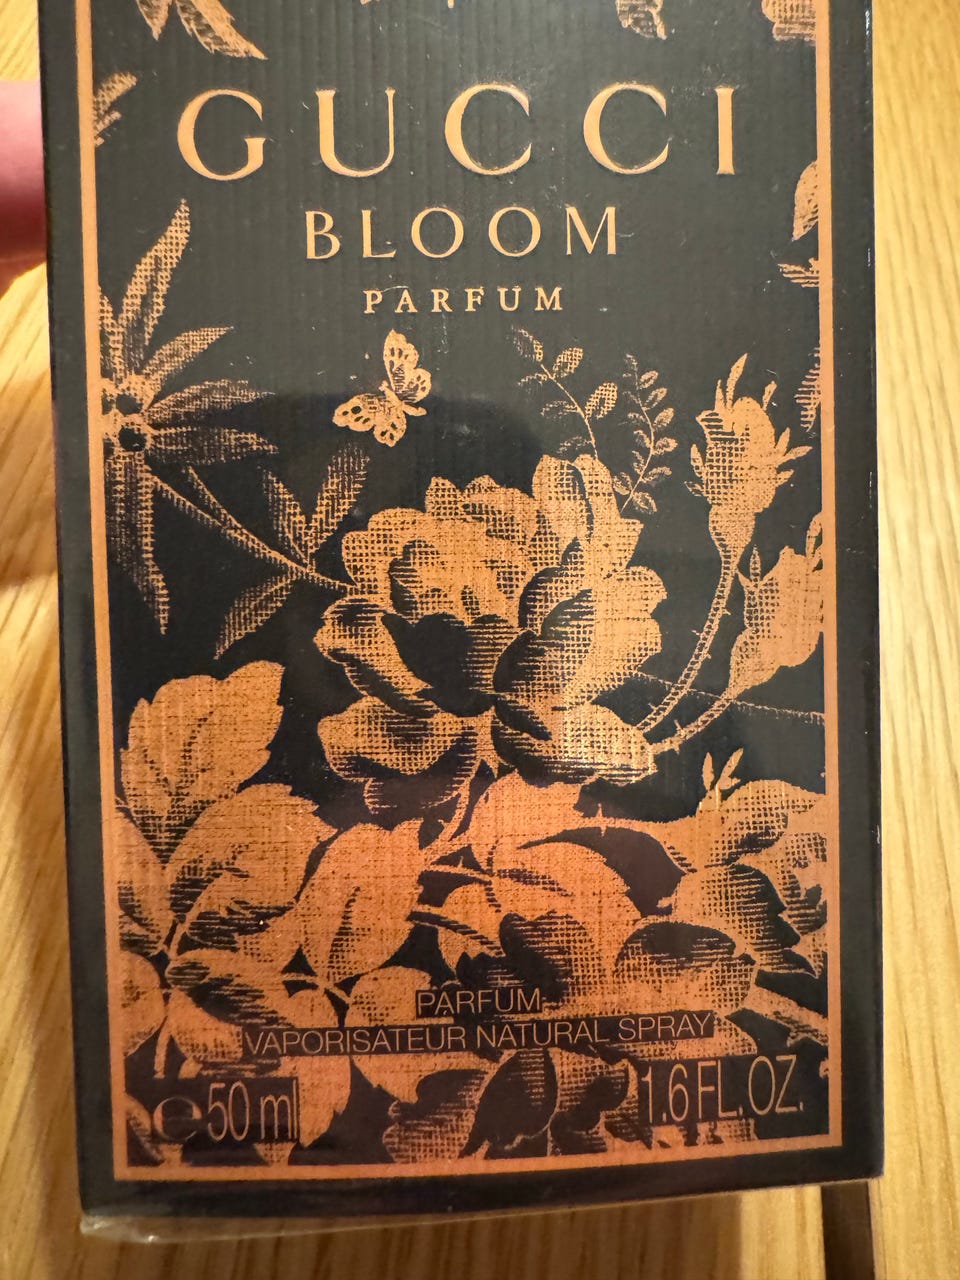 GUCCI
BLOOM
PARFUM
PARFUM
VAPORISATEUR NATURAL SPRAY
℮50 ml 1.6 FL. OZ.